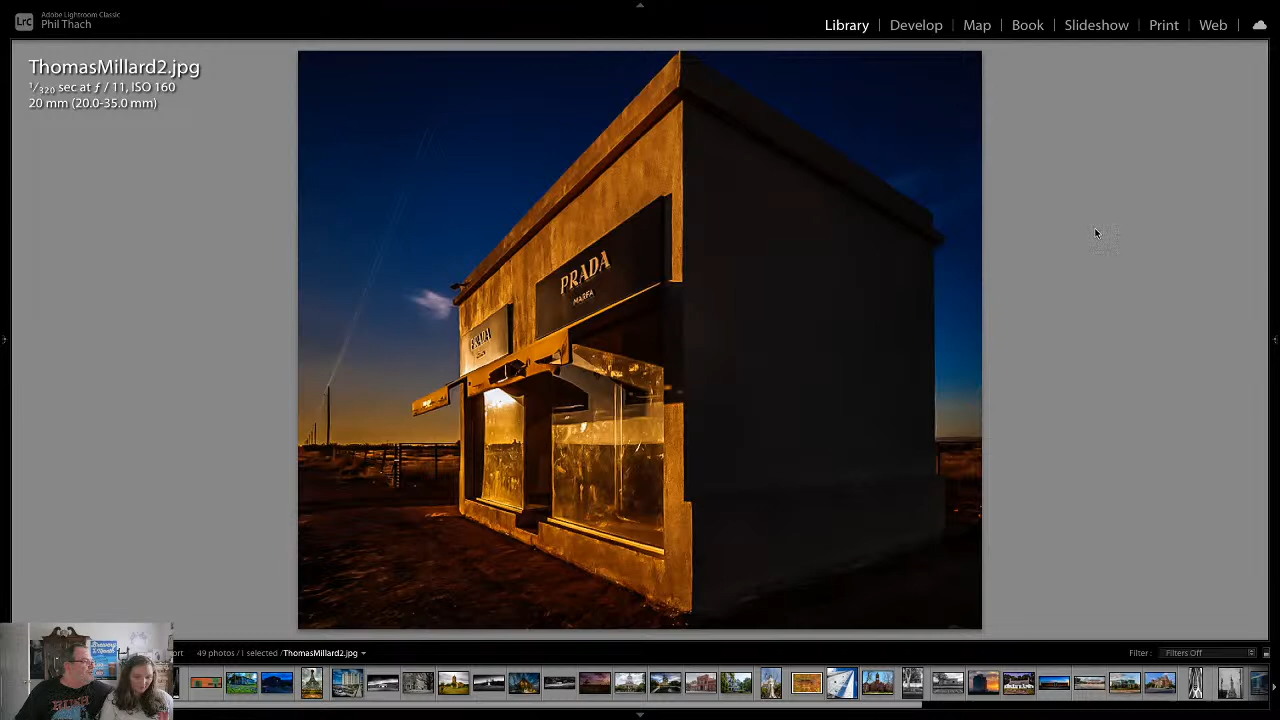 Lrc
Adobe Lightroom Classic
Phil Thach
Library | Develop | Map | Book | Slideshow | Print | Web
ThomasMillard2.jpg
1/320 sec at ƒ / 11, ISO 160
20 mm (20.0-35.0 mm)
PRADA
MARFA
PRADA
49 photos / 1 selected / ThomasMillard2.jpg
Filter : Filters Off